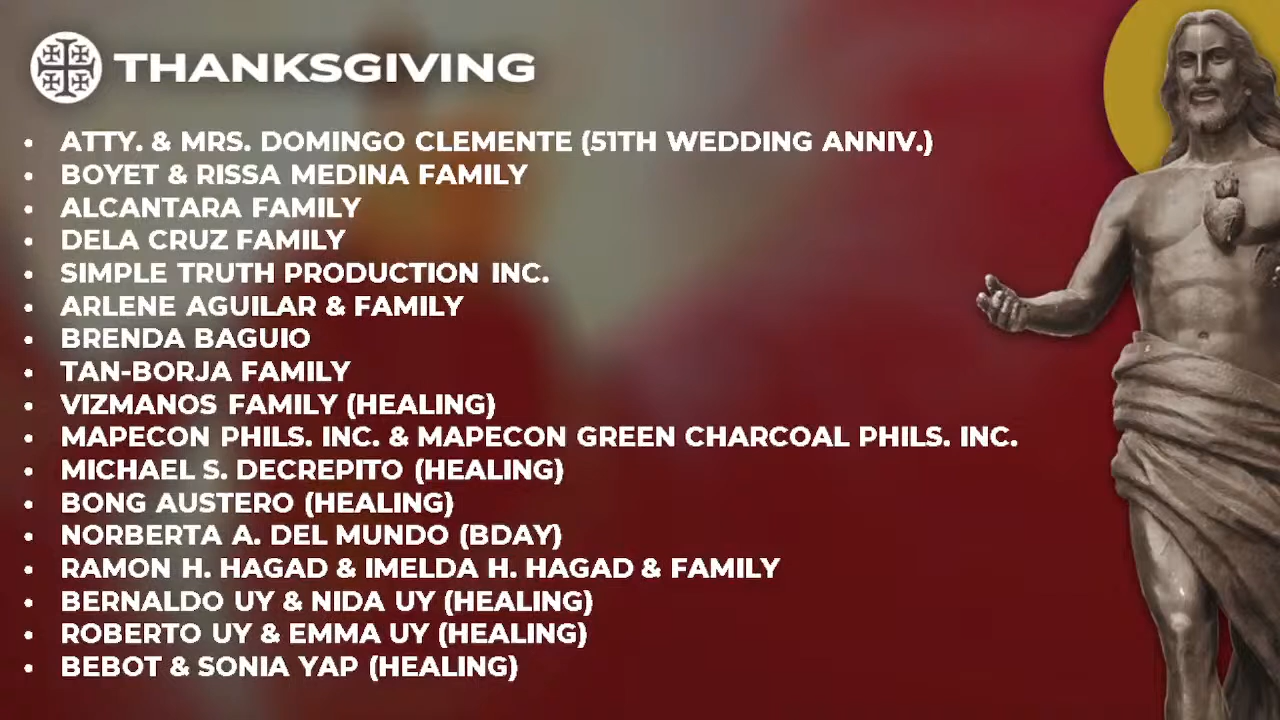 THANKSGIVING
• ATTY. & MRS. DOMINGO CLEMENTE (51TH WEDDING ANNIV.)
• BOYET & RISSA MEDINA FAMILY
• ALCANTARA FAMILY
• DELA CRUZ FAMILY
• SIMPLE TRUTH PRODUCTION INC.
• ARLENE AGUILAR & FAMILY
• BRENDA BAGUIO
• TAN-BORJA FAMILY
• VIZMANOS FAMILY (HEALING)
• MAPECON PHILS. INC. & MAPECON GREEN CHARCOAL PHILS. INC.
• MICHAEL S. DECREPITO (HEALING)
• BONG AUSTERO (HEALING)
• NORBERTA A. DEL MUNDO (BDAY)
• RAMON H. HAGAD & IMELDA H. HAGAD & FAMILY
• BERNALDO UY & NIDA UY (HEALING)
• ROBERTO UY & EMMA UY (HEALING)
• BEBOT & SONIA YAP (HEALING)